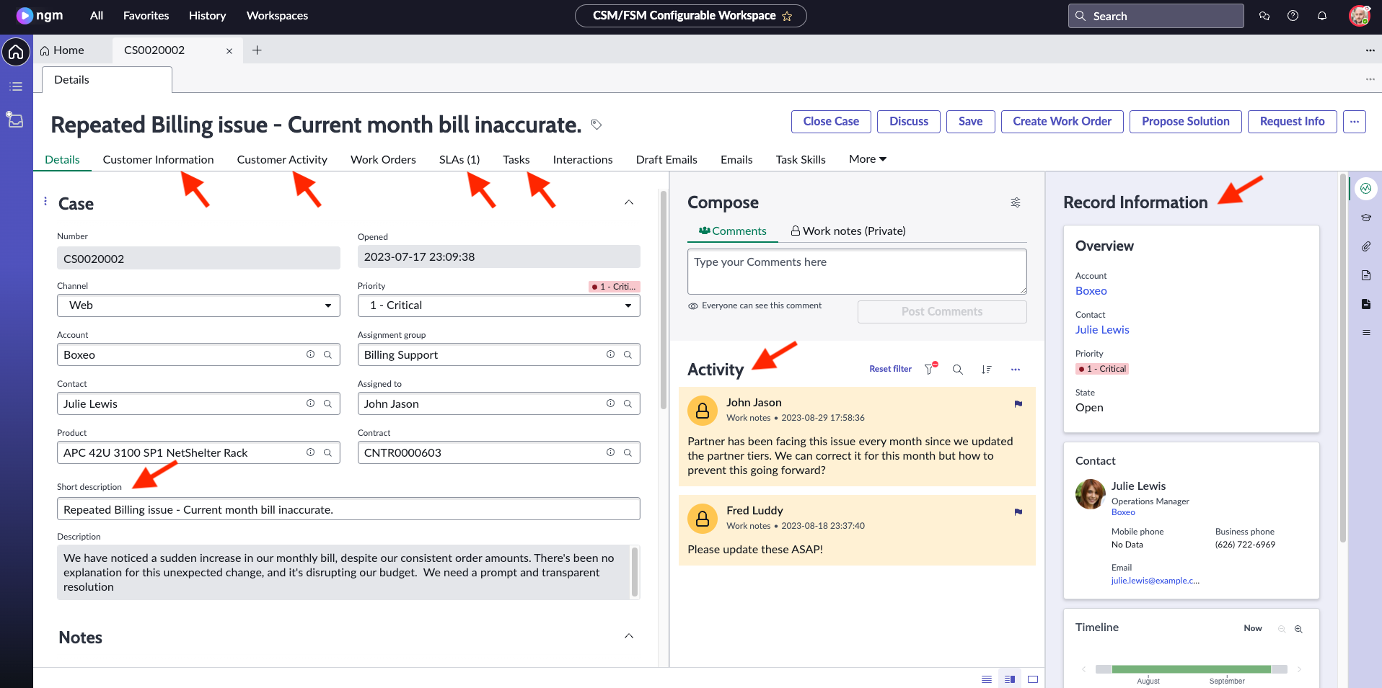 ngm
All Favorites History Workspaces
CSM/FSM Configurable Workspace
Search
Home
CS0020002
Details
Repeated Billing issue - Current month bill inaccurate.
Close Case
Discuss
Save
Create Work Order
Propose Solution
Request Info
Details Customer Information Customer Activity Work Orders SLAs (1) Tasks Interactions Draft Emails Emails Task Skills More
Case
Number
CS0020002
Opened
2023-07-17 23:09:38
Channel
Web
Priority
1 - Criti...
1 - Critical
Account
Boxeo
Assignment group
Billing Support
Contact
Julie Lewis
Assigned to
John Jason
Product
APC 42U 3100 SP1 NetShelter Rack
Contract
CNTR0000603
Short description
Repeated Billing issue - Current month bill inaccurate.
Description
We have noticed a sudden increase in our monthly bill, despite our consistent order amounts. There's been no
explanation for this unexpected change, and it's disrupting our budget. We need a prompt and transparent
resolution
Notes
Compose
Comments
Work notes (Private)
Type your Comments here
Everyone can see this comment
Post Comments
Activity
Reset filter
John Jason
Work notes • 2023-08-29 17:58:36
Partner has been facing this issue every month since we updated
the partner tiers. We can correct it for this month but how to
prevent this going forward?
Fred Luddy
Work notes • 2023-08-18 23:37:40
Please update these ASAP!
Record Information
Overview
Account
Boxeo
Contact
Julie Lewis
Priority
1 - Critical
State
Open
Contact
Julie Lewis
Operations Manager
Boxeo
Mobile phone
No Data
Business phone
(626) 722-6969
Email
julie.lewis@example.c...
Timeline
Now
August
September